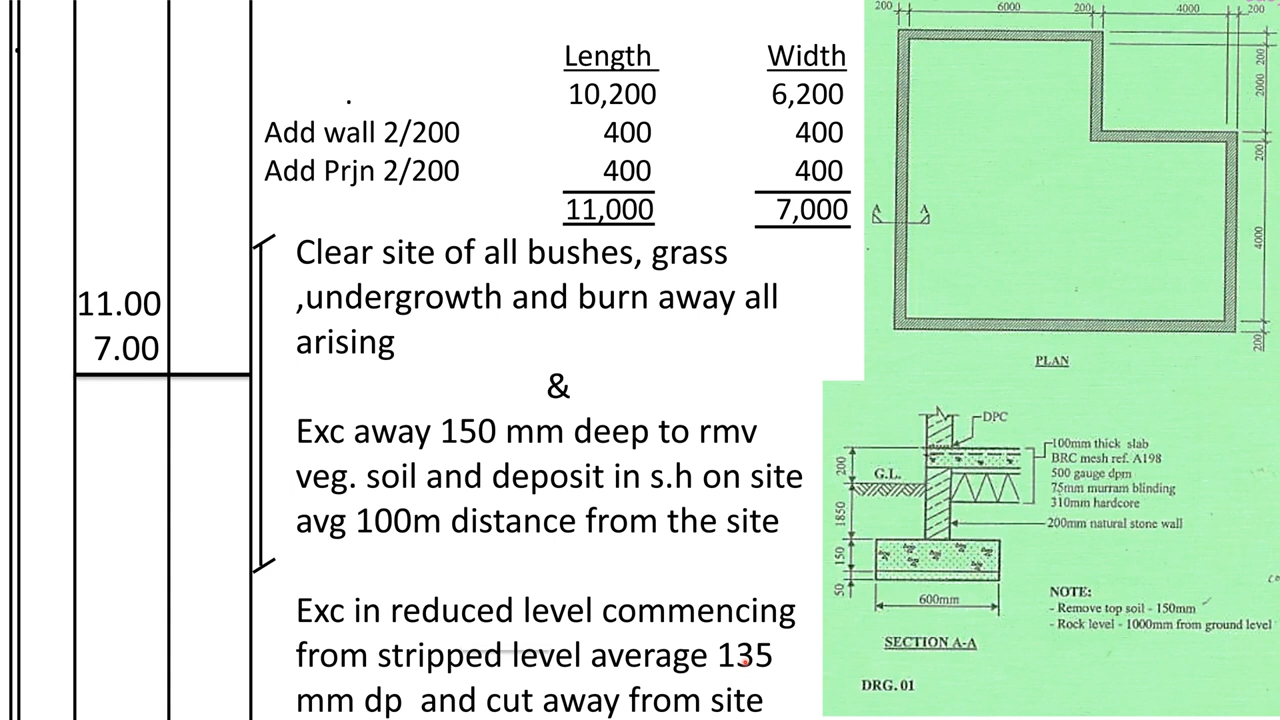 Length Width
10,200 6,200
Add wall 2/200 400 400
Add Prjn 2/200 400 400
11,000 7,000
Clear site of all bushes, grass
,undergrowth and burn away all
arising
11.00
7.00
&
Exc away 150 mm deep to rmv
veg. soil and deposit in s.h on site
avg 100m distance from the site
Exc in reduced level commencing
from stripped level average 135
mm dp and cut away from site
200 6000 200 4000 200
200
2000
200
4000
200
A A
PLAN
DPC
100mm thick slab
BRC mesh ref. A198
500 gauge dpm
75mm murram blinding
310mm hardcore
200mm natural stone wall
G.L.
200
1850
150
50
600mm
SECTION A-A
NOTE:
- Remove top soil - 150mm
- Rock level - 1000mm from ground level
DRG. 01